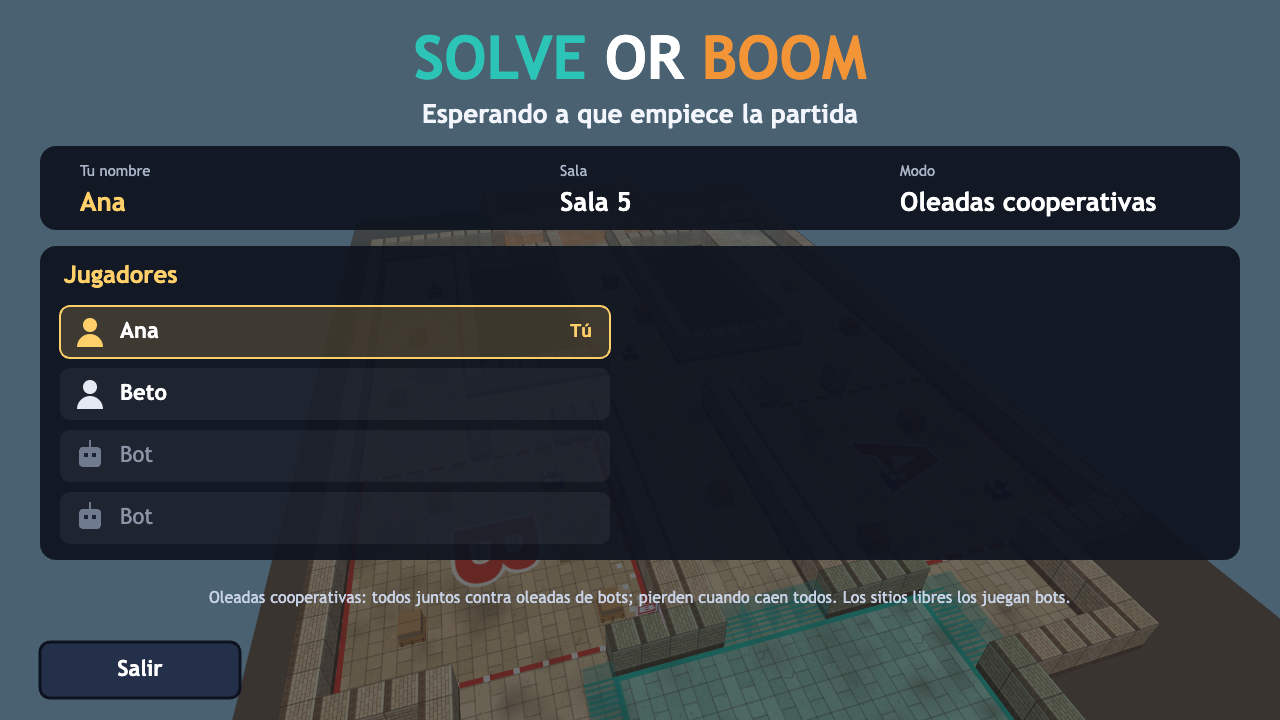 SOLVE OR BOOM
Esperando a que empiece la partida
Tu nombre
Ana
Sala
Sala 5
Modo
Oleadas cooperativas
Jugadores
Ana
Tú
Beto
Bot
Bot
A
B
Oleadas cooperativas: todos juntos contra oleadas de bots; pierden cuando caen todos. Los sitios libres los juegan bots.
Salir